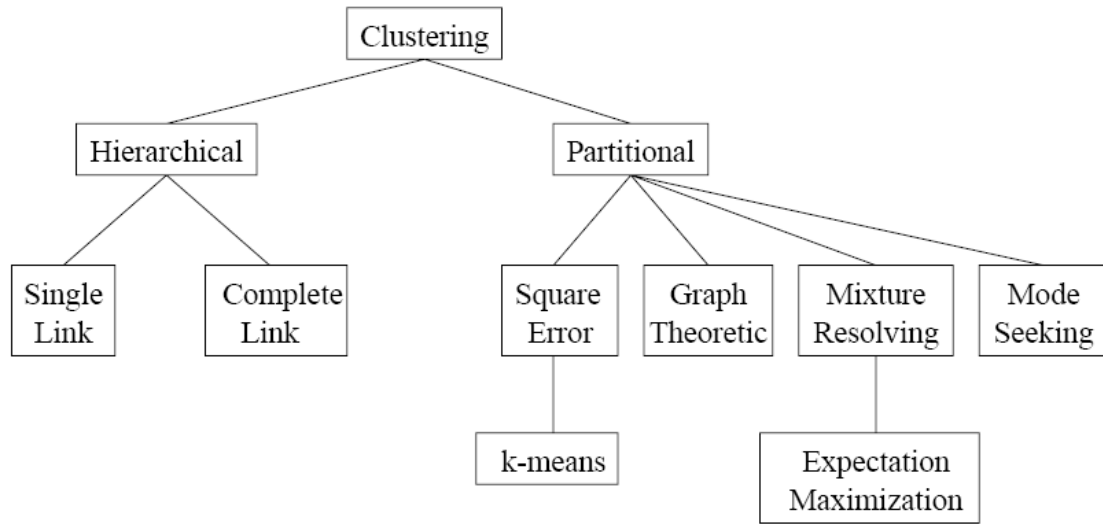 Clustering
Hierarchical
Partitional
Single
Link
Complete
Link
Square
Error
Graph
Theoretic
Mixture
Resolving
Mode
Seeking
k-means
Expectation
Maximization